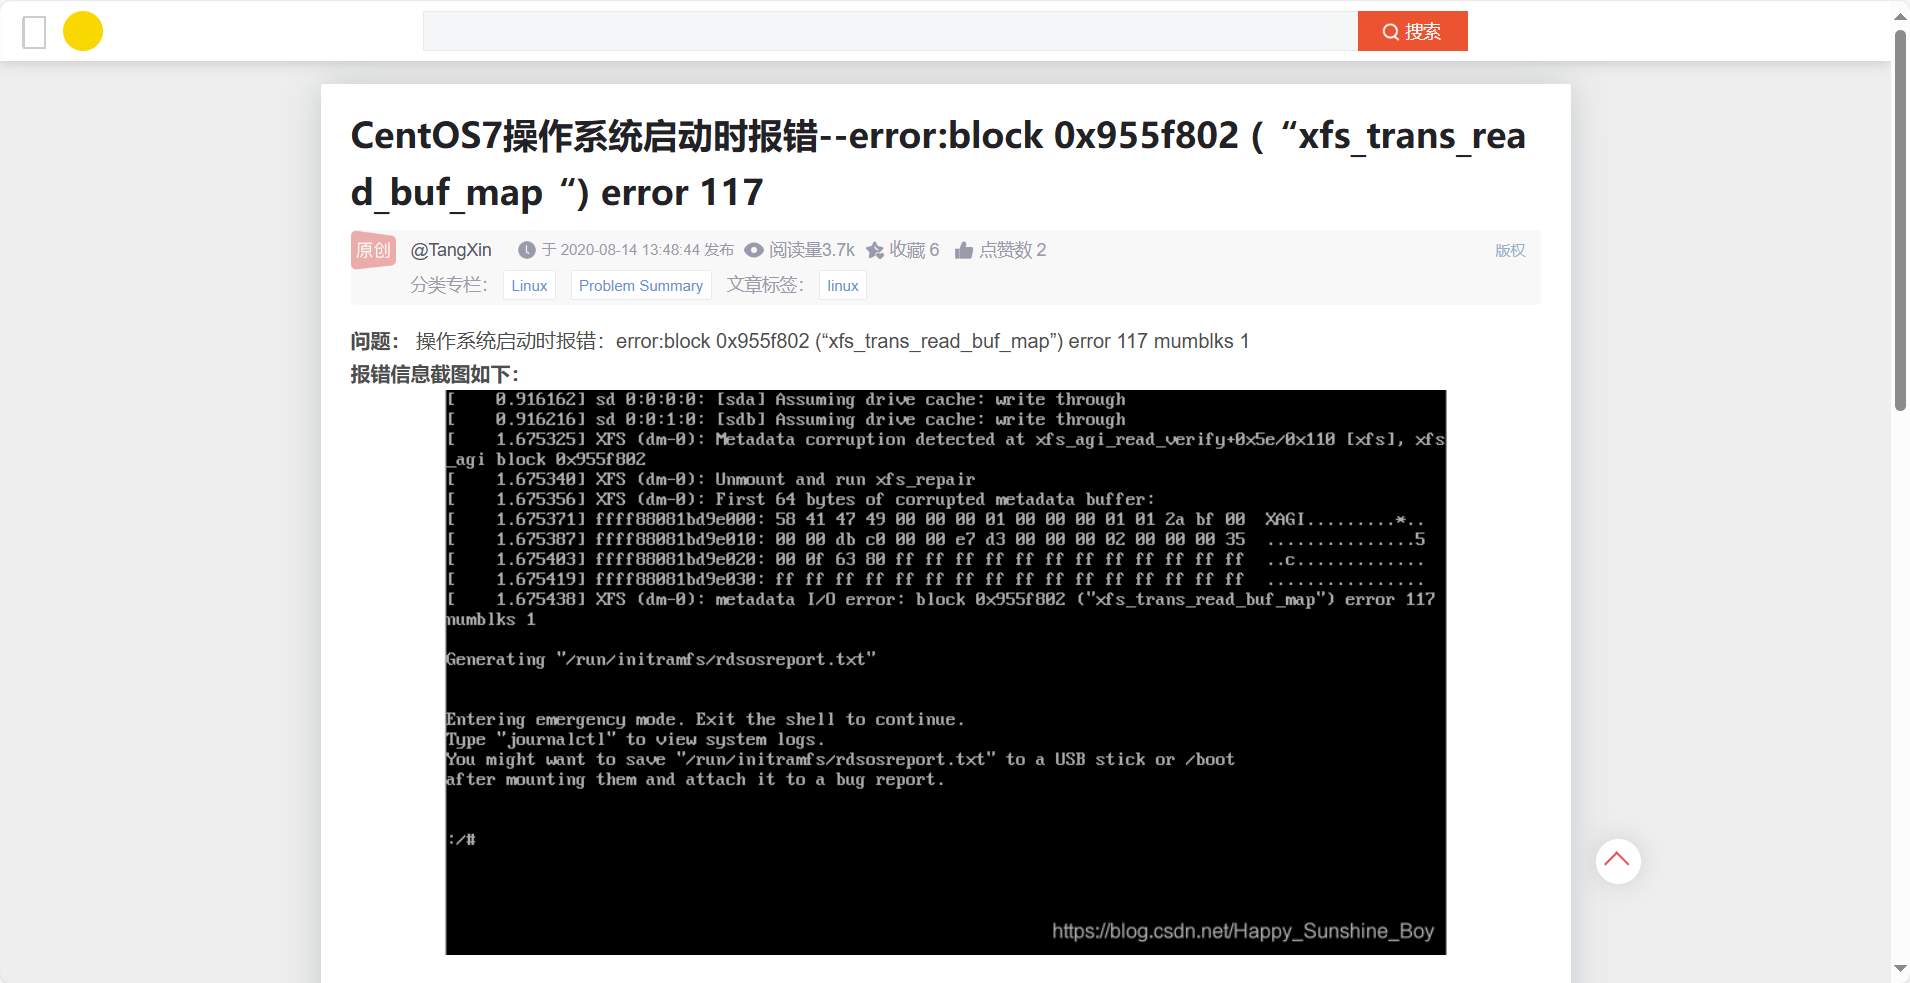 搜索
CentOS7操作系统启动时报错--error:block 0x955f802 (“xfs_trans_rea
d_buf_map “) error 117
原创 @TangXin 于 2020-08-14 13:48:44 发布 阅读量3.7k 收藏 6 点赞数 2 版权
分类专栏： Linux Problem Summary 文章标签： linux
问题： 操作系统启动时报错：error:block 0x955f802 (“xfs_trans_read_buf_map”) error 117 mumblks 1
报错信息截图如下：
[    0.916162] sd 0:0:0:0: [sda] Assuming drive cache: write through
[    0.916216] sd 0:0:1:0: [sdb] Assuming drive cache: write through
[    1.675325] XFS (dm-0): Metadata corruption detected at xfs_agi_read_verify+0x5e/0x110 [xfs], xfs
_agi block 0x955f802
[    1.675340] XFS (dm-0): Unmount and run xfs_repair
[    1.675356] XFS (dm-0): First 64 bytes of corrupted metadata buffer:
[    1.675371] ffff88081bd9e000: 58 41 47 49 00 00 00 01 00 00 00 01 01 2a bf 00  XAGI.........*..
[    1.675387] ffff88081bd9e010: 00 00 db c0 00 00 e7 d3 00 00 00 02 00 00 00 35  ...............5
[    1.675403] ffff88081bd9e020: 00 0f 63 80 ff ff ff ff ff ff ff ff ff ff ff ff  ..c.............
[    1.675419] ffff88081bd9e030: ff ff ff ff ff ff ff ff ff ff ff ff ff ff ff ff  ................
[    1.675438] XFS (dm-0): metadata I/O error: block 0x955f802 ("xfs_trans_read_buf_map") error 117
numblks 1
Generating "/run/initramfs/rdsosreport.txt"
Entering emergency mode. Exit the shell to continue.
Type "journalctl" to view system logs.
You might want to save "/run/initramfs/rdsosreport.txt" to a USB stick or /boot
after mounting them and attach it to a bug report.
:/#
https://blog.csdn.net/Happy_Sunshine_Boy